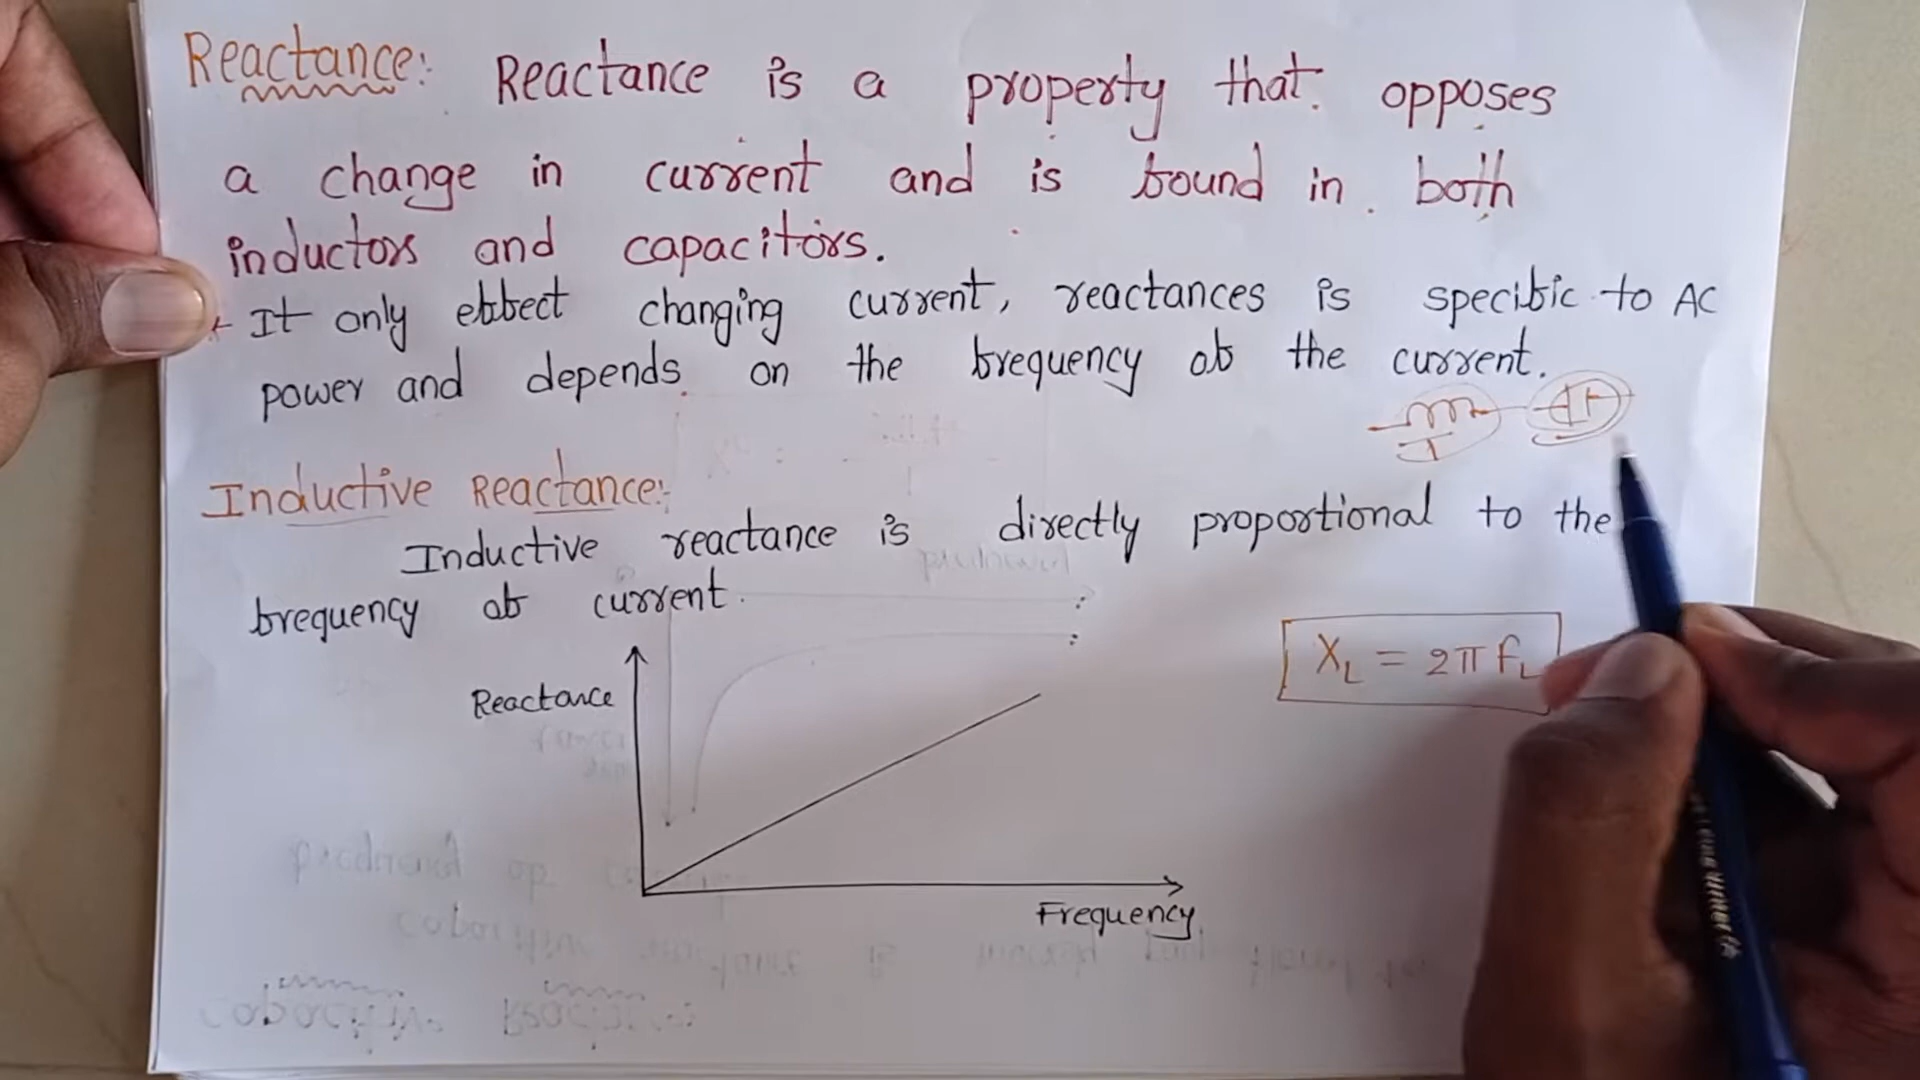 Reactance: Reactance is a property that opposes
a change in current and is found in both
inductors and capacitors.
It only effect changing current, reactances is specific to AC
power and depends on the frequency of the current.
Inductive Reactance:
Inductive reactance is directly proportional to the
frequency of current.
Reactance
X_L = 2π f_L
Frequency